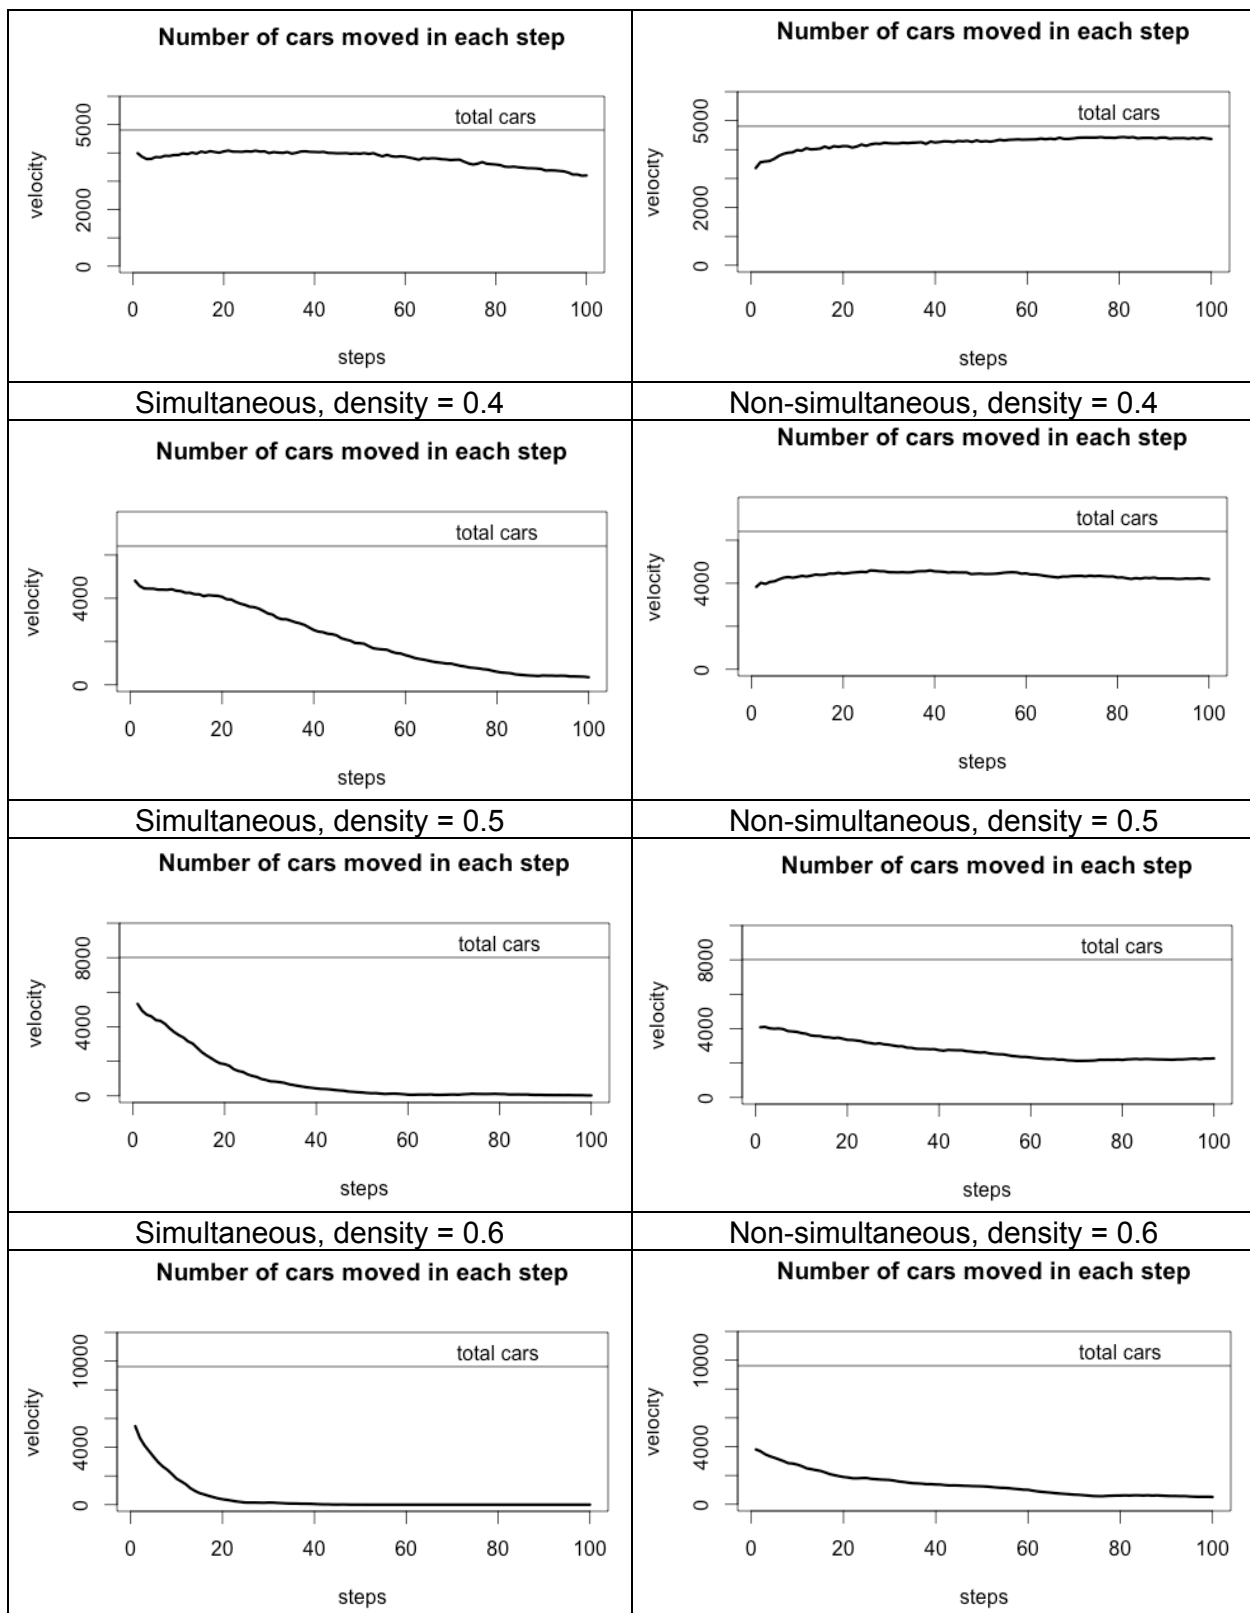 Number of cars moved in each step
total cars
velocity
0 2000 5000
0 20 40 60 80 100
steps
Number of cars moved in each step
total cars
velocity
0 2000 5000
0 20 40 60 80 100
steps
Simultaneous, density = 0.4
Non-simultaneous, density = 0.4
Number of cars moved in each step
total cars
velocity
0 4000
0 20 40 60 80 100
steps
Number of cars moved in each step
total cars
velocity
0 4000
0 20 40 60 80 100
steps
Simultaneous, density = 0.5
Non-simultaneous, density = 0.5
Number of cars moved in each step
total cars
velocity
0 4000 8000
0 20 40 60 80 100
steps
Number of cars moved in each step
total cars
velocity
0 4000 8000
0 20 40 60 80 100
steps
Simultaneous, density = 0.6
Non-simultaneous, density = 0.6
Number of cars moved in each step
total cars
velocity
0 4000 10000
0 20 40 60 80 100
steps
Number of cars moved in each step
total cars
velocity
0 4000 10000
0 20 40 60 80 100
steps